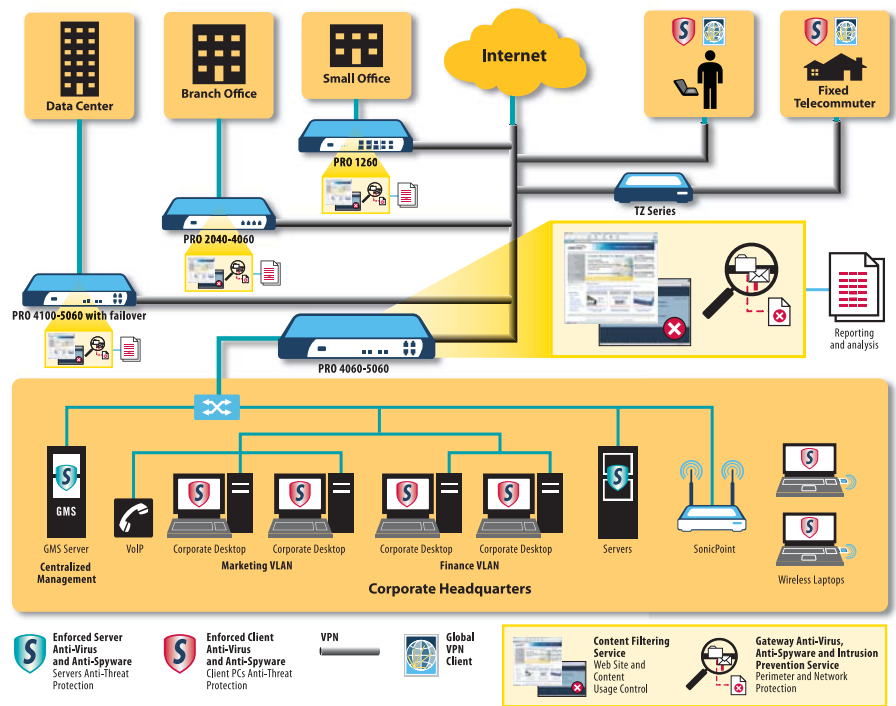 Data Center
Branch Office
Small Office
Internet
Fixed
Telecommuter
S
S
PRO 1260
PRO 2040-4060
TZ Series
PRO 4100-5060 with failover
PRO 4060-5060
Reporting
and analysis
S
GMS
S
S
S
S
S
S
S
GMS Server
VoIP
Corporate Desktop
Corporate Desktop
Corporate Desktop
Corporate Desktop
Servers
SonicPoint
Wireless Laptops
Centralized
Management
Marketing VLAN
Finance VLAN
Corporate Headquarters
S
Enforced Server
Anti-Virus
and Anti-Spyware
Servers Anti-Threat
Protection
S
Enforced Client
Anti-Virus
and Anti-Spyware
Client PCs Anti-Threat
Protection
VPN
Global
VPN
Client
Content Filtering
Service
Web Site and
Content
Usage Control
Gateway Anti-Virus,
Anti-Spyware and Intrusion
Prevention Service
Perimeter and Network
Protection